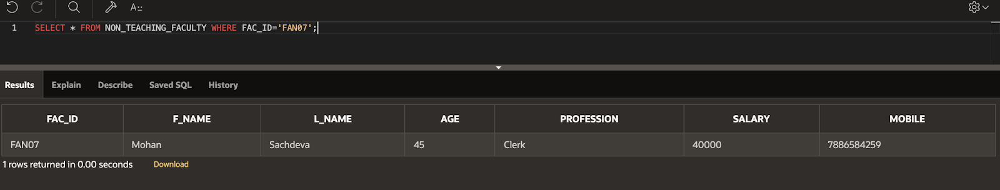 A::
1 SELECT * FROM NON_TEACHING_FACULTY WHERE FAC_ID='FAN07';
Results Explain Describe Saved SQL History
FAC_ID F_NAME L_NAME AGE PROFESSION SALARY MOBILE
FAN07 Mohan Sachdeva 45 Clerk 40000 7886584259
1 rows returned in 0.00 seconds Download